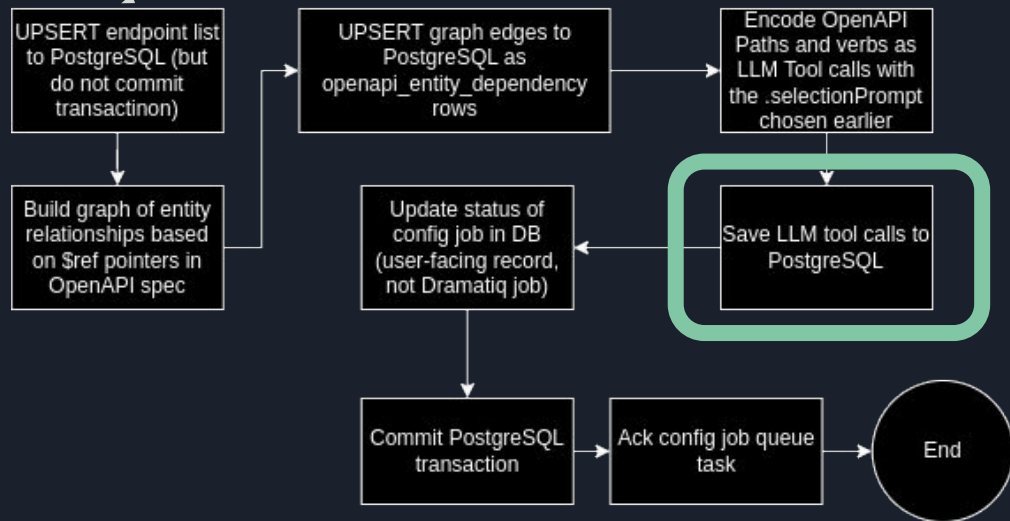 UPSERT endpoint list
to PostgreSQL (but
do not commit
transactinon)
UPSERT graph edges to
PostgreSQL as
openapi_entity_dependency
rows
Encode OpenAPI
Paths and verbs as
LLM Tool calls with
the .selectionPrompt
chosen earlier
Build graph of entity
relationships based
on $ref pointers in
OpenAPI spec
Update status of
config job in DB
(user-facing record,
not Dramatiq job)
Save LLM tool calls to
PostgreSQL
Commit PostgreSQL
transaction
Ack config job queue
task
End